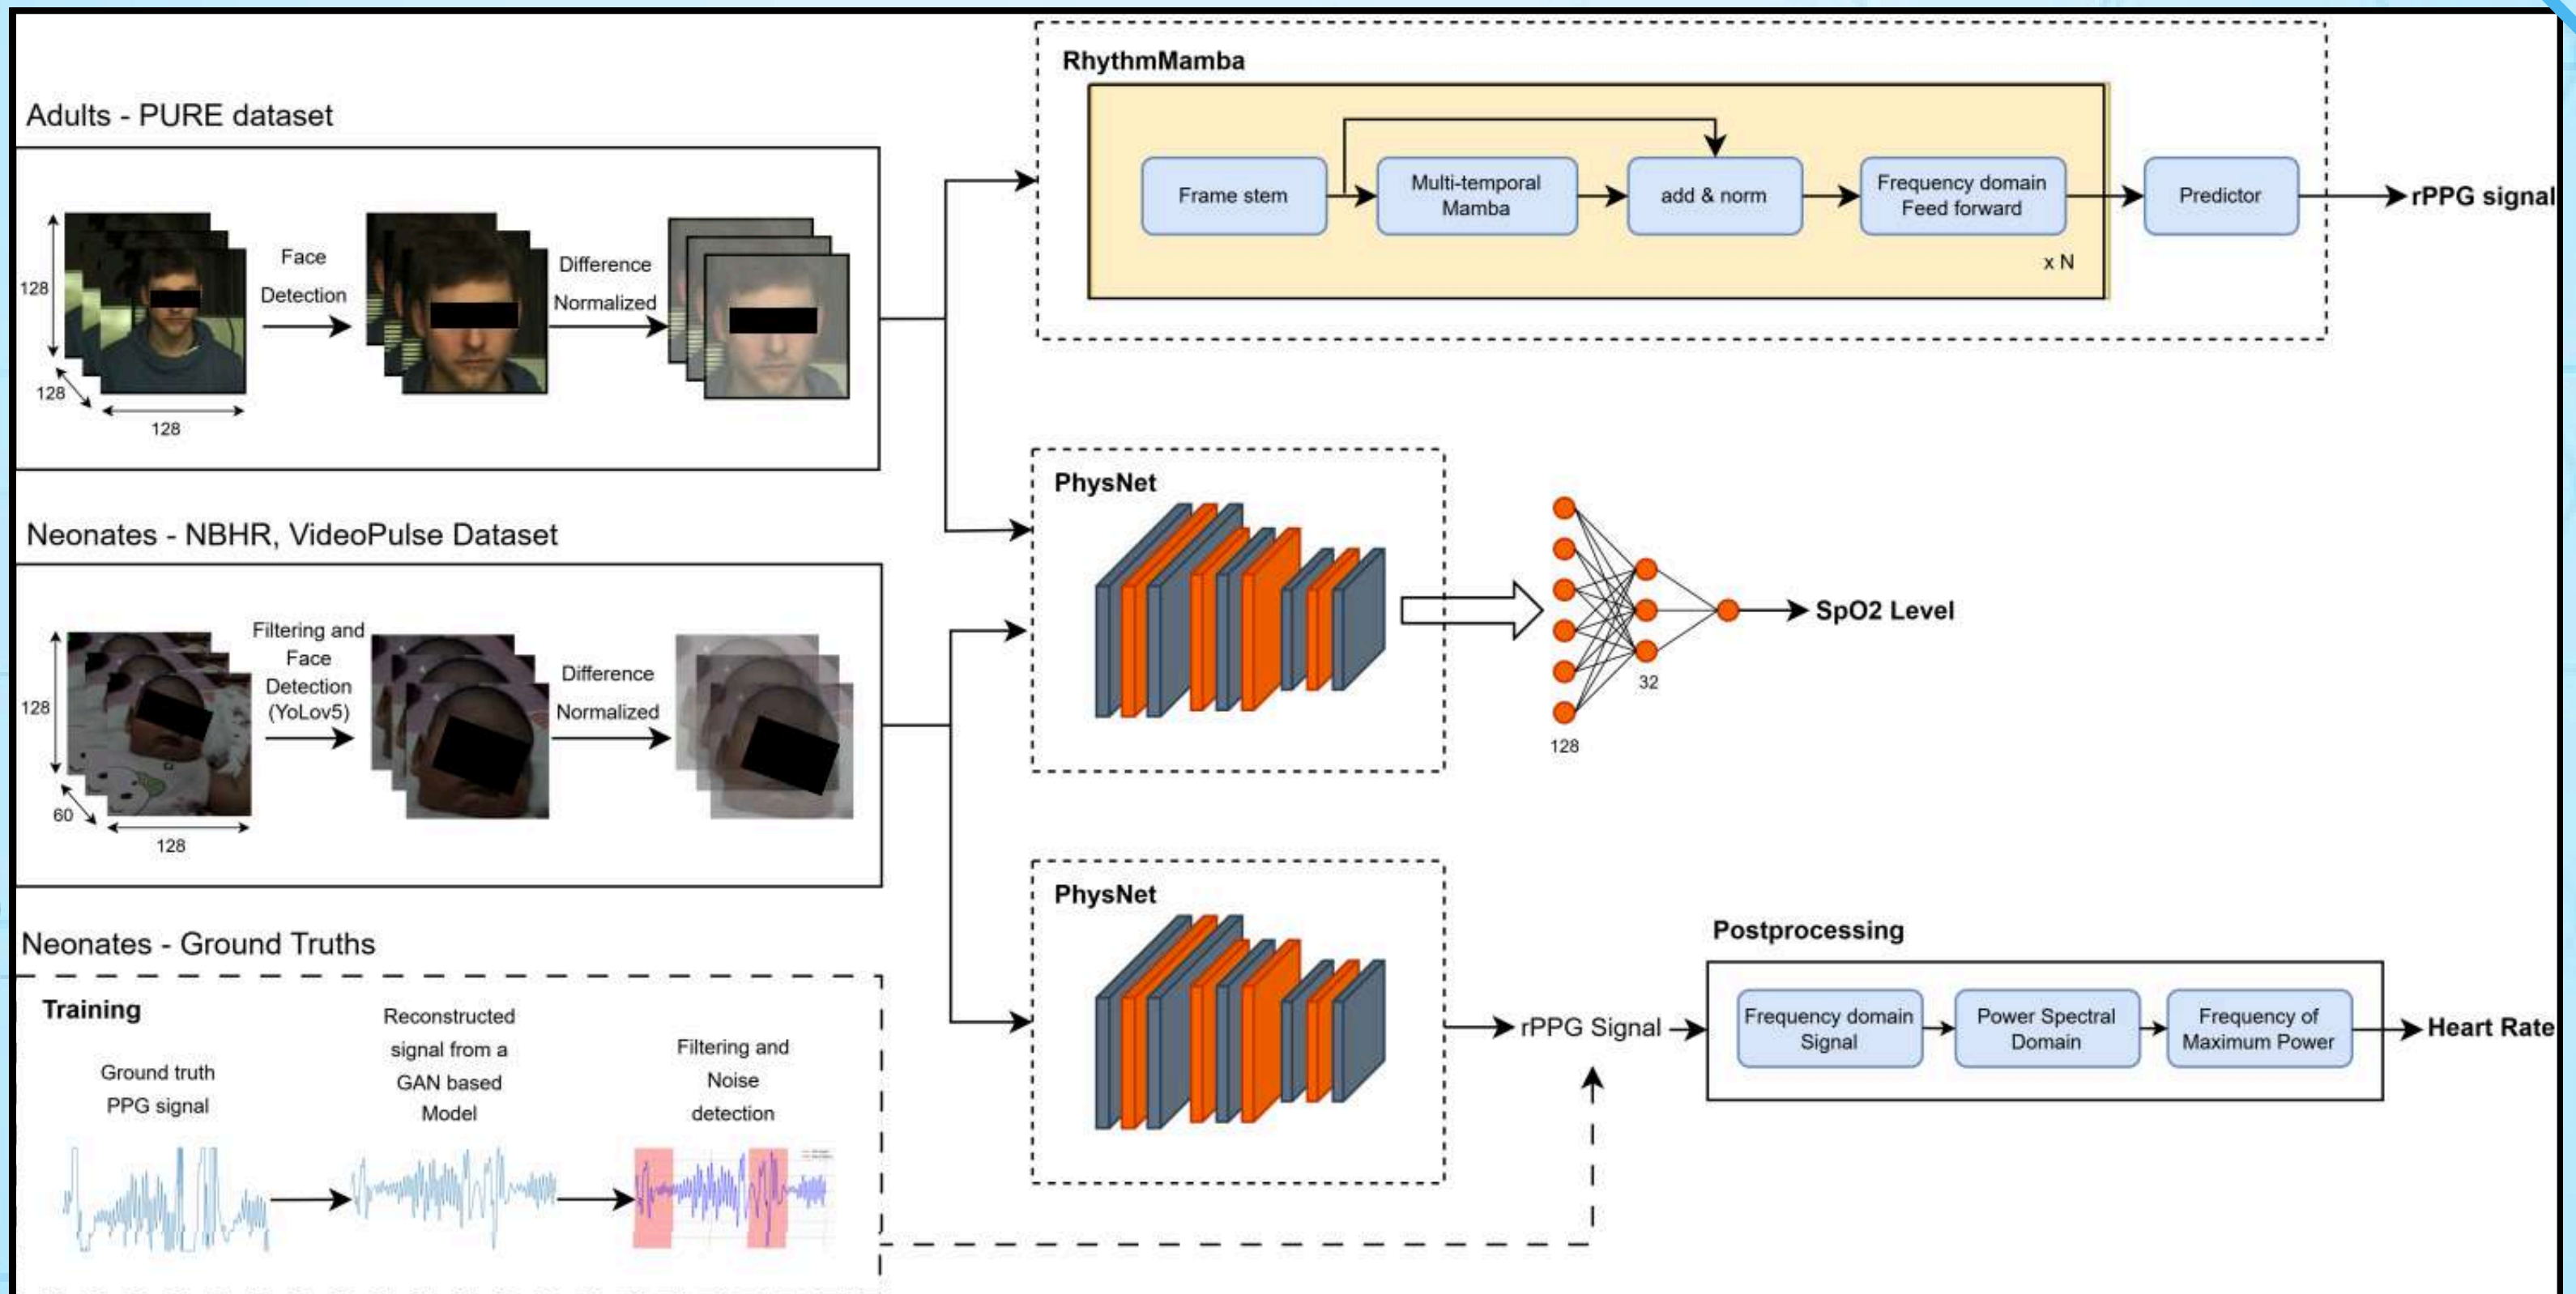 Adults - PURE dataset
128
128
128
Face
Detection
Difference
Normalized
RhythmMamba
Frame stem
Multi-temporal
Mamba
add & norm
Frequency domain
Feed forward
x N
Predictor
rPPG signal
Neonates - NBHR, VideoPulse Dataset
128
60
128
Filtering and
Face
Detection
(YoLov5)
Difference
Normalized
PhysNet
128
32
SpO2 Level
Neonates - Ground Truths
Training
Ground truth
PPG signal
Reconstructed
signal from a
GAN based
Model
Filtering and
Noise
detection
PhysNet
rPPG Signal
Postprocessing
Frequency domain
Signal
Power Spectral
Domain
Frequency of
Maximum Power
Heart Rate